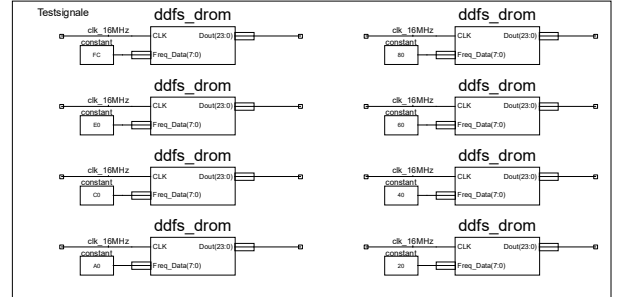 Testsignale
ddfs_drom
clk_16MHz
CLK Dout(23:0)
constant
FC
Freq_Data(7:0)
ddfs_drom
clk_16MHz
CLK Dout(23:0)
constant
80
Freq_Data(7:0)
ddfs_drom
clk_16MHz
CLK Dout(23:0)
constant
E0
Freq_Data(7:0)
ddfs_drom
clk_16MHz
CLK Dout(23:0)
constant
60
Freq_Data(7:0)
ddfs_drom
clk_16MHz
CLK Dout(23:0)
constant
C0
Freq_Data(7:0)
ddfs_drom
clk_16MHz
CLK Dout(23:0)
constant
40
Freq_Data(7:0)
ddfs_drom
clk_16MHz
CLK Dout(23:0)
constant
A0
Freq_Data(7:0)
ddfs_drom
clk_16MHz
CLK Dout(23:0)
constant
20
Freq_Data(7:0)